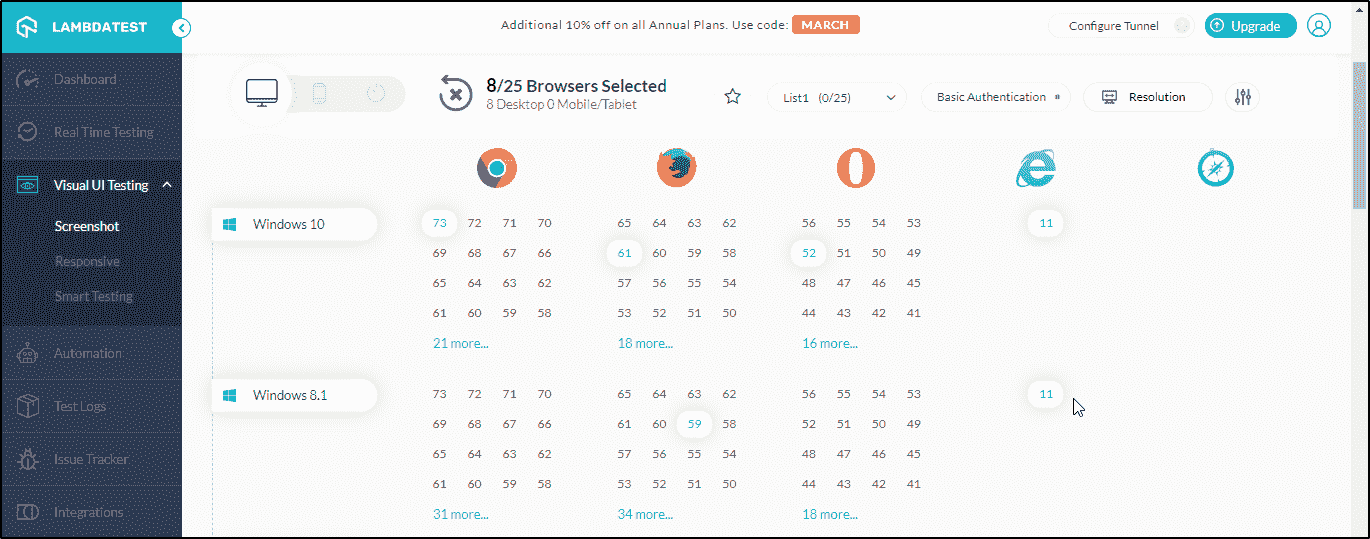 LAMBDATEST
Additional 10% off on all Annual Plans. Use code: MARCH
Configure Tunnel
Upgrade
Dashboard
Real Time Testing
Visual UI Testing
Screenshot
Responsive
Smart Testing
Automation
Test Logs
Issue Tracker
Integrations
8/25 Browsers Selected
8 Desktop 0 Mobile/Tablet
List1 (0/25)
Basic Authentication
Resolution
Windows 10
73 72 71 70 65 64 63 62 56 55 54 53 11
69 68 67 66 61 60 59 58 52 51 50 49
65 64 63 62 57 56 55 54 48 47 46 45
61 60 59 58 53 52 51 50 44 43 42 41
21 more... 18 more... 16 more...
Windows 8.1
73 72 71 70 65 64 63 62 56 55 54 53 11
69 68 67 66 61 60 59 58 52 51 50 49
65 64 63 62 57 56 55 54 48 47 46 45
61 60 59 58 53 52 51 50 44 43 42 41
31 more... 34 more... 18 more...